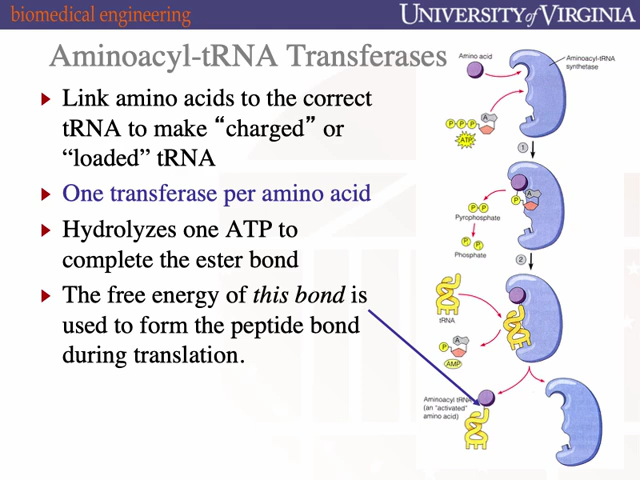 biomedical engineering
UNIVERSITY of VIRGINIA
Aminoacyl-tRNA Transferases
Link amino acids to the correct
tRNA to make “charged” or
“loaded” tRNA
One transferase per amino acid
Hydrolyzes one ATP to
complete the ester bond
The free energy of this bond is
used to form the peptide bond
during translation.
Amino acid
Aminoacyl-tRNA
synthetase
P P P
A
ATP
1
A
P
P P
Pyrophosphate
P P
Phosphate
2
tRNA
A
P
AMP
Aminoacyl tRNA
(an “activated”
amino acid)